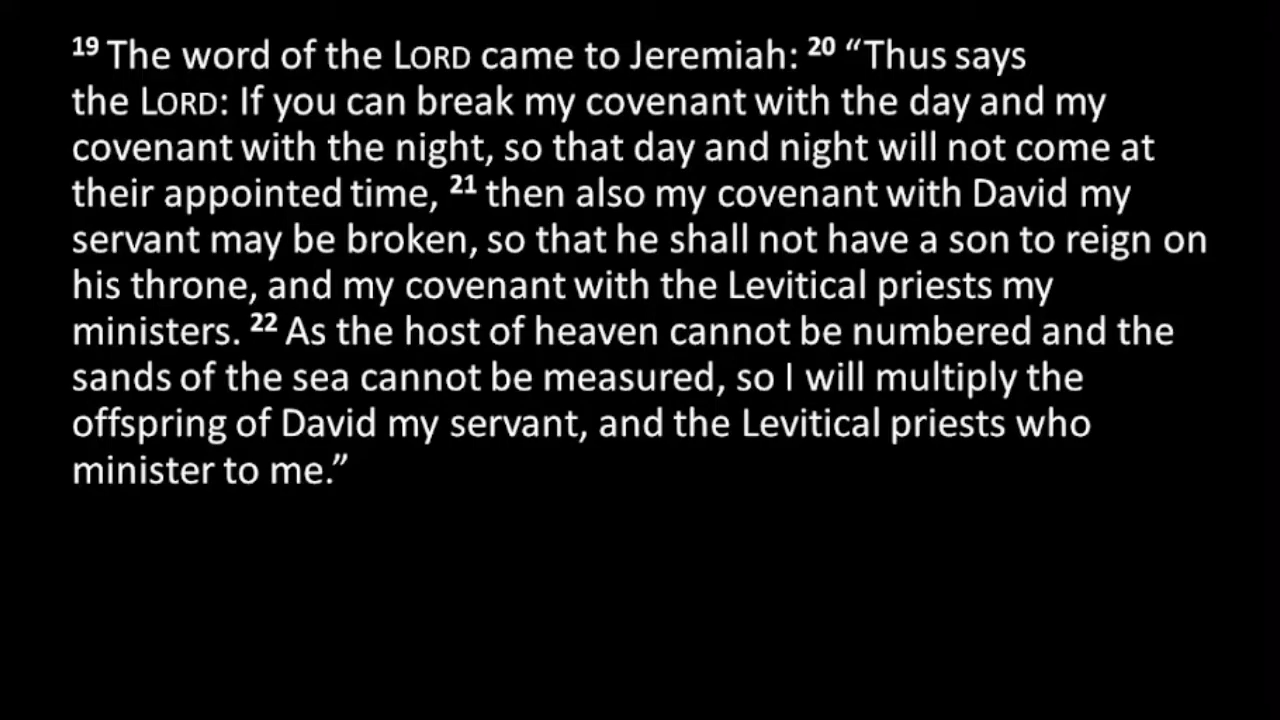 19 The word of the LORD came to Jeremiah: 20 “Thus says
the LORD: If you can break my covenant with the day and my
covenant with the night, so that day and night will not come at
their appointed time, 21 then also my covenant with David my
servant may be broken, so that he shall not have a son to reign on
his throne, and my covenant with the Levitical priests my
ministers. 22 As the host of heaven cannot be numbered and the
sands of the sea cannot be measured, so I will multiply the
offspring of David my servant, and the Levitical priests who
minister to me.”